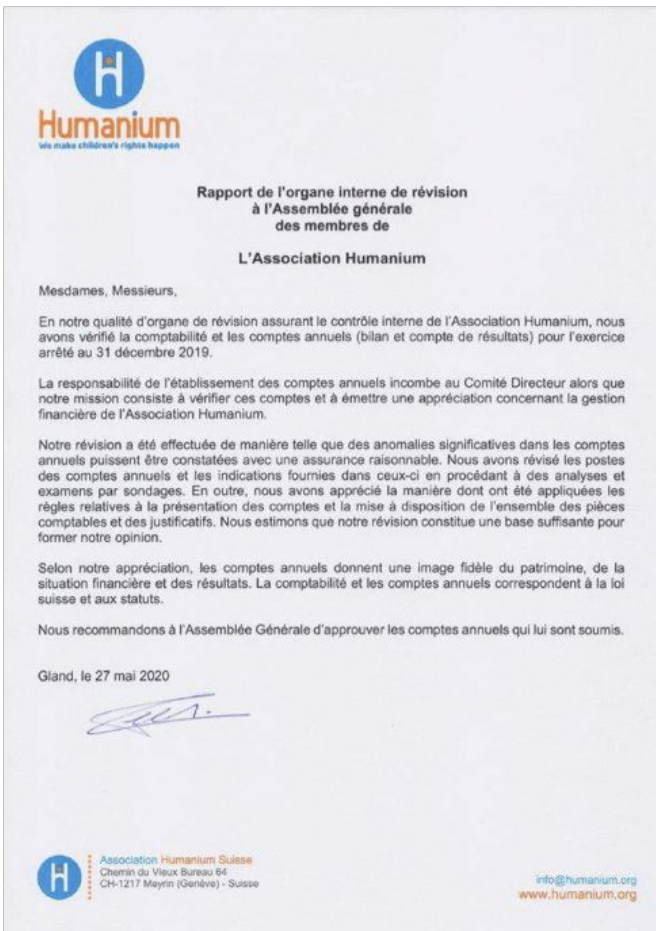 H
Humanium
We make children's rights happen
Rapport de l'organe interne de révision
à l'Assemblée générale
des membres de
L'Association Humanium
Mesdames, Messieurs,
En notre qualité d'organe de révision assurant le contrôle interne de l'Association Humanium, nous
avons vérifié la comptabilité et les comptes annuels (bilan et compte de résultats) pour l'exercice
arrêté au 31 décembre 2019.
La responsabilité de l'établissement des comptes annuels incombe au Comité Directeur alors que
notre mission consiste à vérifier ces comptes et à émettre une appréciation concernant la gestion
financière de l'Association Humanium.
Notre révision a été effectuée de manière telle que des anomalies significatives dans les comptes
annuels puissent être constatées avec une assurance raisonnable. Nous avons révisé les postes
des comptes annuels et les indications fournies dans ceux-ci en procédant à des analyses et
examens par sondages. En outre, nous avons apprécié la manière dont ont été appliquées les
règles relatives à la présentation des comptes et la mise à disposition de l'ensemble des pièces
comptables et des justificatifs. Nous estimons que notre révision constitue une base suffisante pour
former notre opinion.
Selon notre appréciation, les comptes annuels donnent une image fidèle du patrimoine, de la
situation financière et des résultats. La comptabilité et les comptes annuels correspondent à la loi
suisse et aux statuts.
Nous recommandons à l'Assemblée Générale d'approuver les comptes annuels qui lui sont soumis.
Gland, le 27 mai 2020
H
Association Humanium Suisse
Chemin du Vieux Bureau 64
CH-1217 Meyrin (Genève) - Suisse
info@humanium.org
www.humanium.org